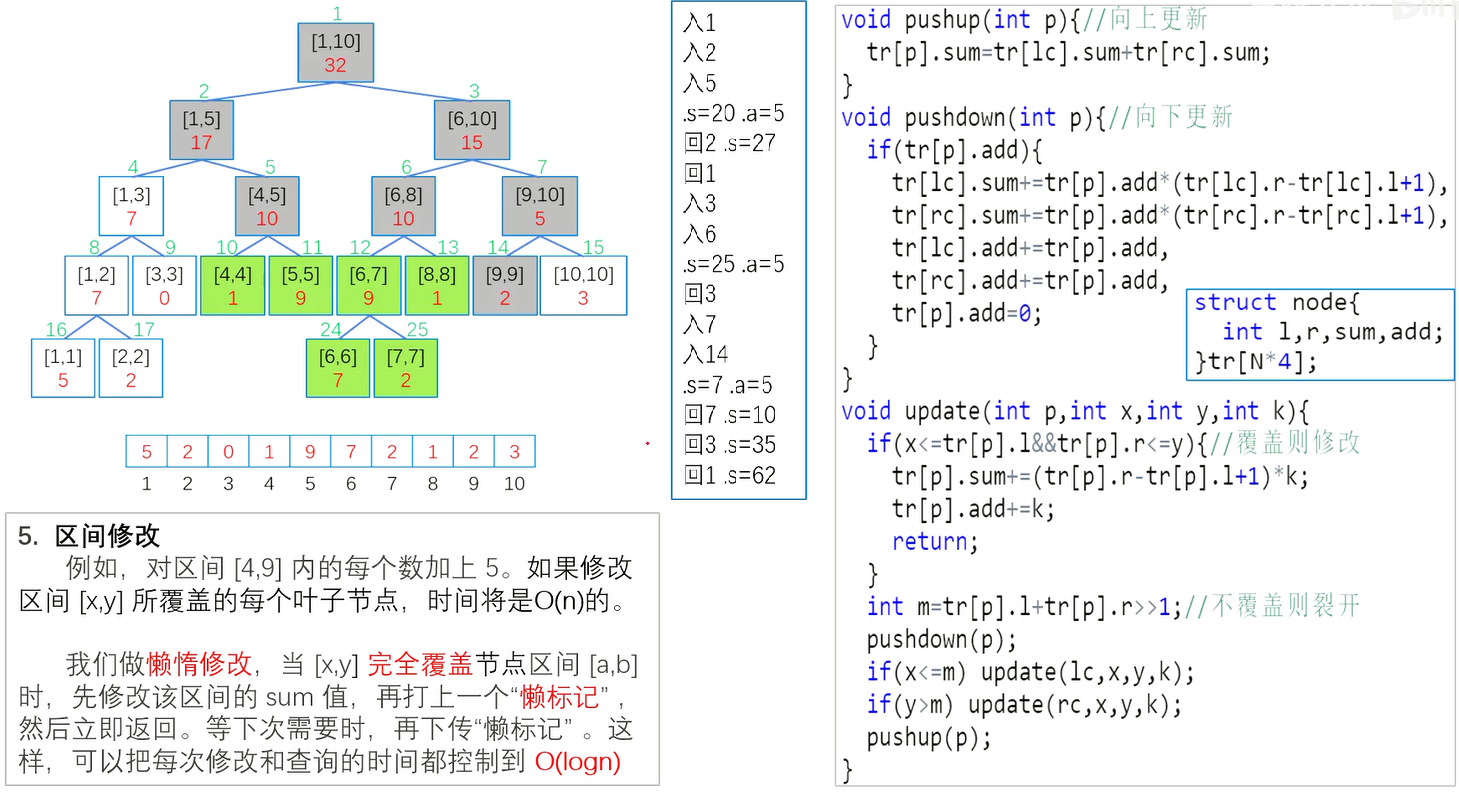 1
[1,10]
32
2
3
[1,5]
17
[6,10]
15
4
5
6
7
[1,3]
7
[4,5]
10
[6,8]
10
[9,10]
5
8
9
10
11
12
13
14
15
[1,2]
7
[3,3]
0
[4,4]
1
[5,5]
9
[6,7]
9
[8,8]
1
[9,9]
2
[10,10]
3
16
17
24
25
[1,1]
5
[2,2]
2
[6,6]
7
[7,7]
2
5 2 0 1 9 7 2 1 2 3
1 2 3 4 5 6 7 8 9 10
5. 区间修改
例如，对区间 [4,9] 内的每个数加上 5。如果修改
区间 [x,y] 所覆盖的每个叶子节点，时间将是O(n)的。
我们做懒惰修改，当 [x,y] 完全覆盖节点区间 [a,b]
时，先修改该区间的 sum 值，再打上一个“懒标记”，
然后立即返回。等下次需要时，再下传“懒标记”。这
样，可以把每次修改和查询的时间都控制到 O(logn)
入1
入2
入5
.s=20 .a=5
回2 .s=27
回1
入3
入6
.s=25 .a=5
回3
入7
入14
.s=7 .a=5
回7 .s=10
回3 .s=35
回1 .s=62
void pushup(int p){//向上更新
tr[p].sum=tr[lc].sum+tr[rc].sum;
}
void pushdown(int p){//向下更新
if(tr[p].add){
tr[lc].sum+=tr[p].add*(tr[lc].r-tr[lc].l+1),
tr[rc].sum+=tr[p].add*(tr[rc].r-tr[rc].l+1),
tr[lc].add+=tr[p].add,
tr[rc].add+=tr[p].add,
tr[p].add=0;
}
}
struct node{
int l,r,sum,add;
}tr[N*4];
void update(int p,int x,int y,int k){
if(x<=tr[p].l&&tr[p].r<=y){//覆盖则修改
tr[p].sum+=(tr[p].r-tr[p].l+1)*k;
tr[p].add+=k;
return;
}
int m=tr[p].l+tr[p].r>>1;//不覆盖则裂开
pushdown(p);
if(x<=m) update(lc,x,y,k);
if(y>m) update(rc,x,y,k);
pushup(p);
}